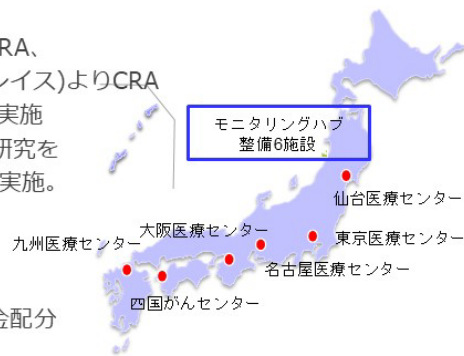 RA、
レイス)よりCRA
実施
研究を
実施。
金配分
モニタリングハブ
整備6施設
仙台医療センター
東京医療センター
名古屋医療センター
大阪医療センター
九州医療センター
四国がんセンター